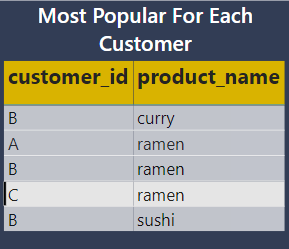 Most Popular For Each
Customer
customer_id product_name
B curry
A ramen
B ramen
C ramen
B sushi